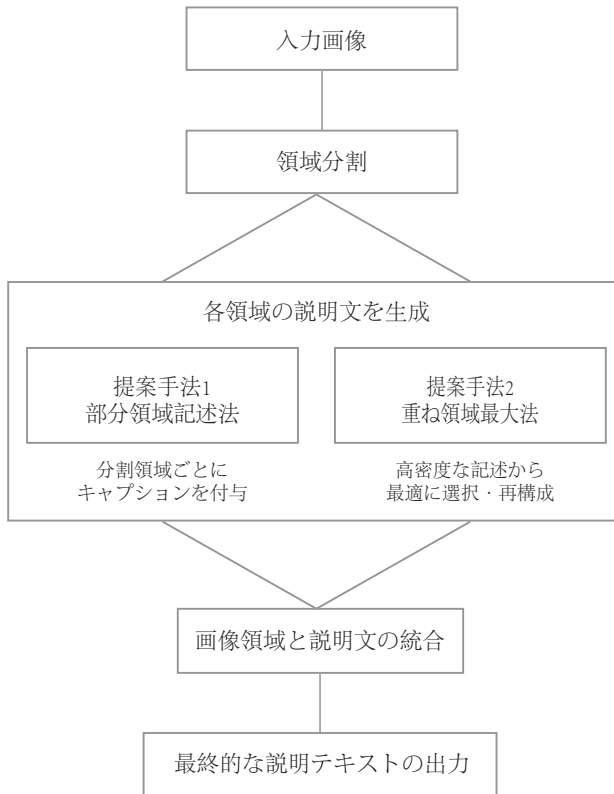 入力画像
領域分割
各領域の説明文を生成
提案手法1
部分領域記述法
分割領域ごとに
キャプションを付与
提案手法2
重ね領域最大法
高密度な記述から
最適に選択・再構成
画像領域と説明文の統合
最終的な説明テキストの出力